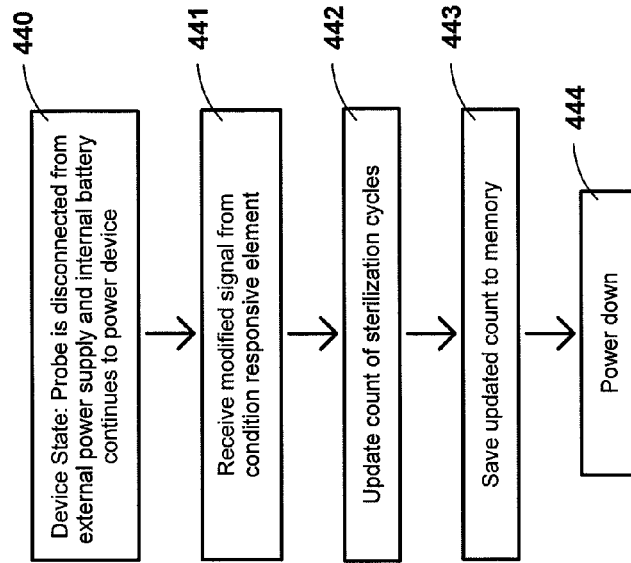 440
Device State: Probe is disconnected from
external power supply and internal battery
continues to power device
441
Receive modified signal from
condition responsive element
442
Update count of sterilization cycles
443
Save updated count to memory
444
Power down